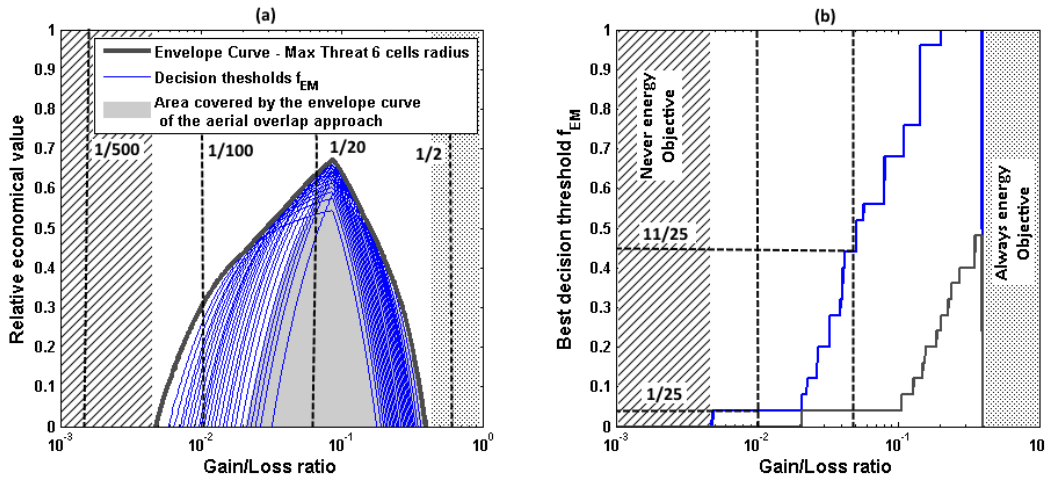 (a)
Relative economical value
1
0.9
0.8
0.7
0.6
0.5
0.4
0.3
0.2
0.1
0
Envelope Curve - Max Threat 6 cells radius
Decision thesholds f_EM
Area covered by the envelope curve
of the aerial overlap approach
1/500
1/100
1/20
1/2
10^-3
10^-2
10^-1
10^0
Gain/Loss ratio
(b)
Best decision threshold f_EM
1
0.9
0.8
0.7
0.6
0.5
0.4
0.3
0.2
0.1
0
Never energy
Objective
11/25
1/25
Always energy
Objective
10^-3
10^-2
10^-1
10^0
Gain/Loss ratio